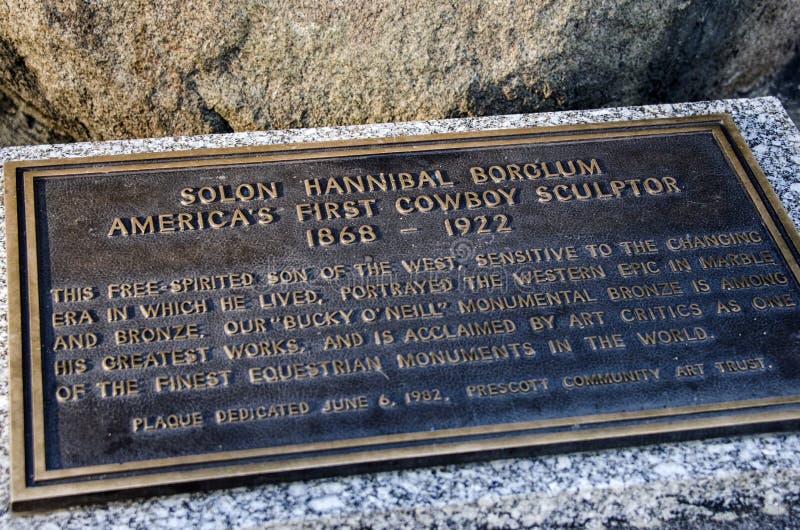 SOLON HANNIBAL BORGLUM
AMERICA'S FIRST COWBOY SCULPTOR
1868 - 1922
THIS FREE-SPIRITED SON OF THE WEST, SENSITIVE TO THE CHANGING
ERA IN WHICH HE LIVED, PORTRAYED THE WESTERN EPIC IN MARBLE
AND BRONZE. OUR "BUCKY O'NEILL" MONUMENTAL BRONZE IS AMONG
HIS GREATEST WORKS, AND IS ACCLAIMED BY ART CRITICS AS ONE
OF THE FINEST EQUESTRIAN MONUMENTS IN THE WORLD.
PLAQUE DEDICATED JUNE 6, 1982, PRESCOTT COMMUNITY ART TRUST.